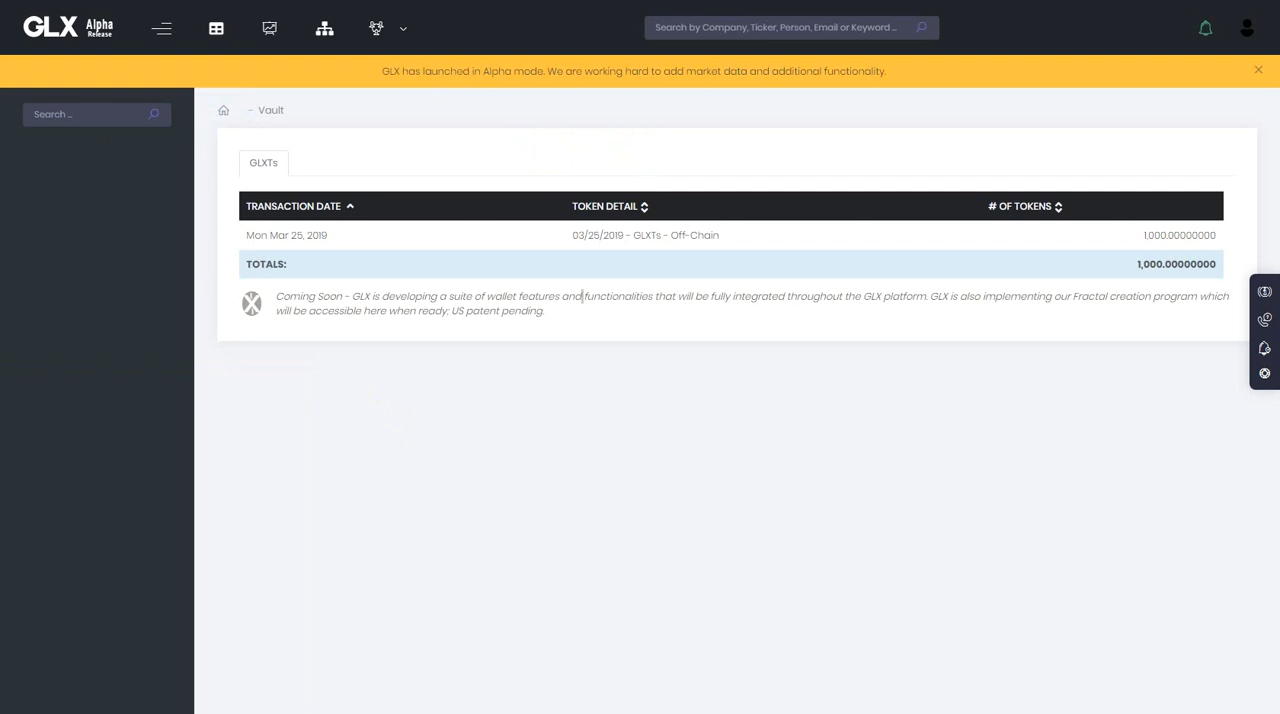 GLX Alpha Release
Search by Company, Ticker, Person, Email or Keyword ...
GLX has launched in Alpha mode. We are working hard to add market data and additional functionality.
Search ...
- Vault
GLXTs
TRANSACTION DATE TOKEN DETAIL # OF TOKENS
Mon Mar 25, 2019 03/25/2019 - GLXTs - Off-Chain 1,000.00000000
TOTALS: 1,000.00000000
Coming Soon - GLX is developing a suite of wallet features and functionalities that will be fully integrated throughout the GLX platform. GLX is also implementing our Fractal creation program which
will be accessible here when ready; US patent pending.